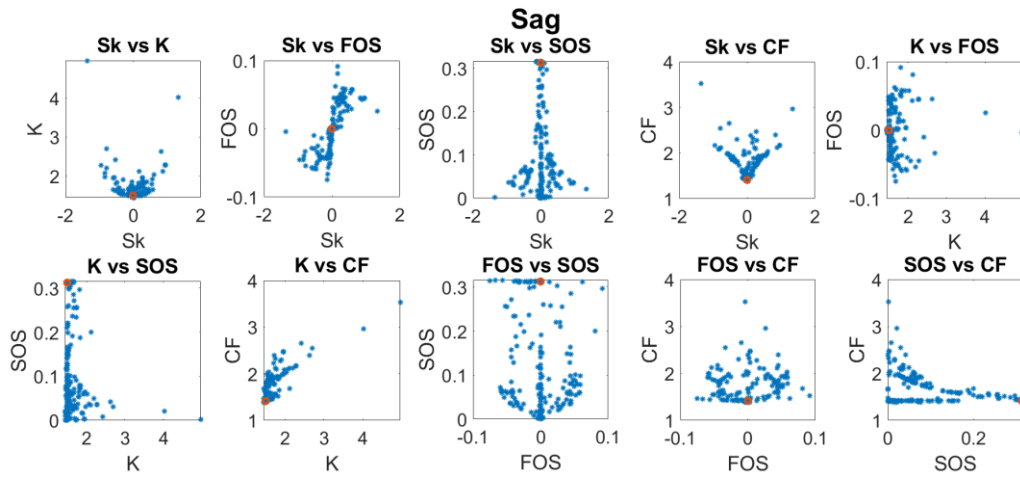 Sag
Sk vs K
Sk vs FOS
Sk vs SOS
Sk vs CF
K vs FOS
K
4
3
2
-2
0
2
Sk
FOS
0.1
0
-0.1
-2
0
2
Sk
SOS
0.3
0.2
0.1
0
-2
0
2
Sk
CF
4
3
2
1
-2
0
2
Sk
FOS
0.1
0
-0.1
2
3
4
K
K vs SOS
K vs CF
FOS vs SOS
FOS vs CF
SOS vs CF
SOS
0.3
0.2
0.1
0
2
3
4
K
CF
4
3
2
1
2
3
4
K
SOS
0.3
0.2
0.1
0
-0.1
0
0.1
FOS
CF
4
3
2
1
-0.1
0
0.1
FOS
CF
4
3
2
1
0
0.2
SOS